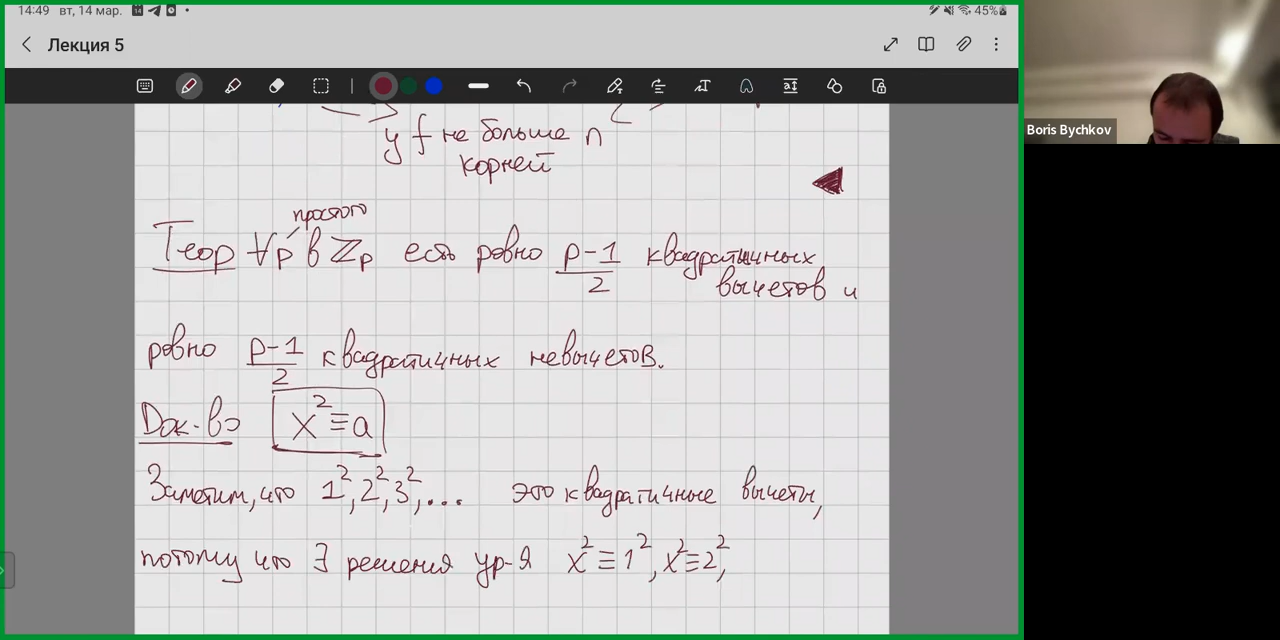 14:49 вт, 14 мар.
45%
Лекция 5
Boris Bychkov
у f не больше n
корней
простого
Теор ∀p в ℤp есть ровно p-1/2 квадратичных
вычетов и
ровно p-1/2 квадратичных невычетов.
Док-во x² ≡ a
Заметим, что 1², 2², 3², ... это квадратичные вычеты,
потому что ∃ решения ур-я x² ≡ 1², x² ≡ 2²,